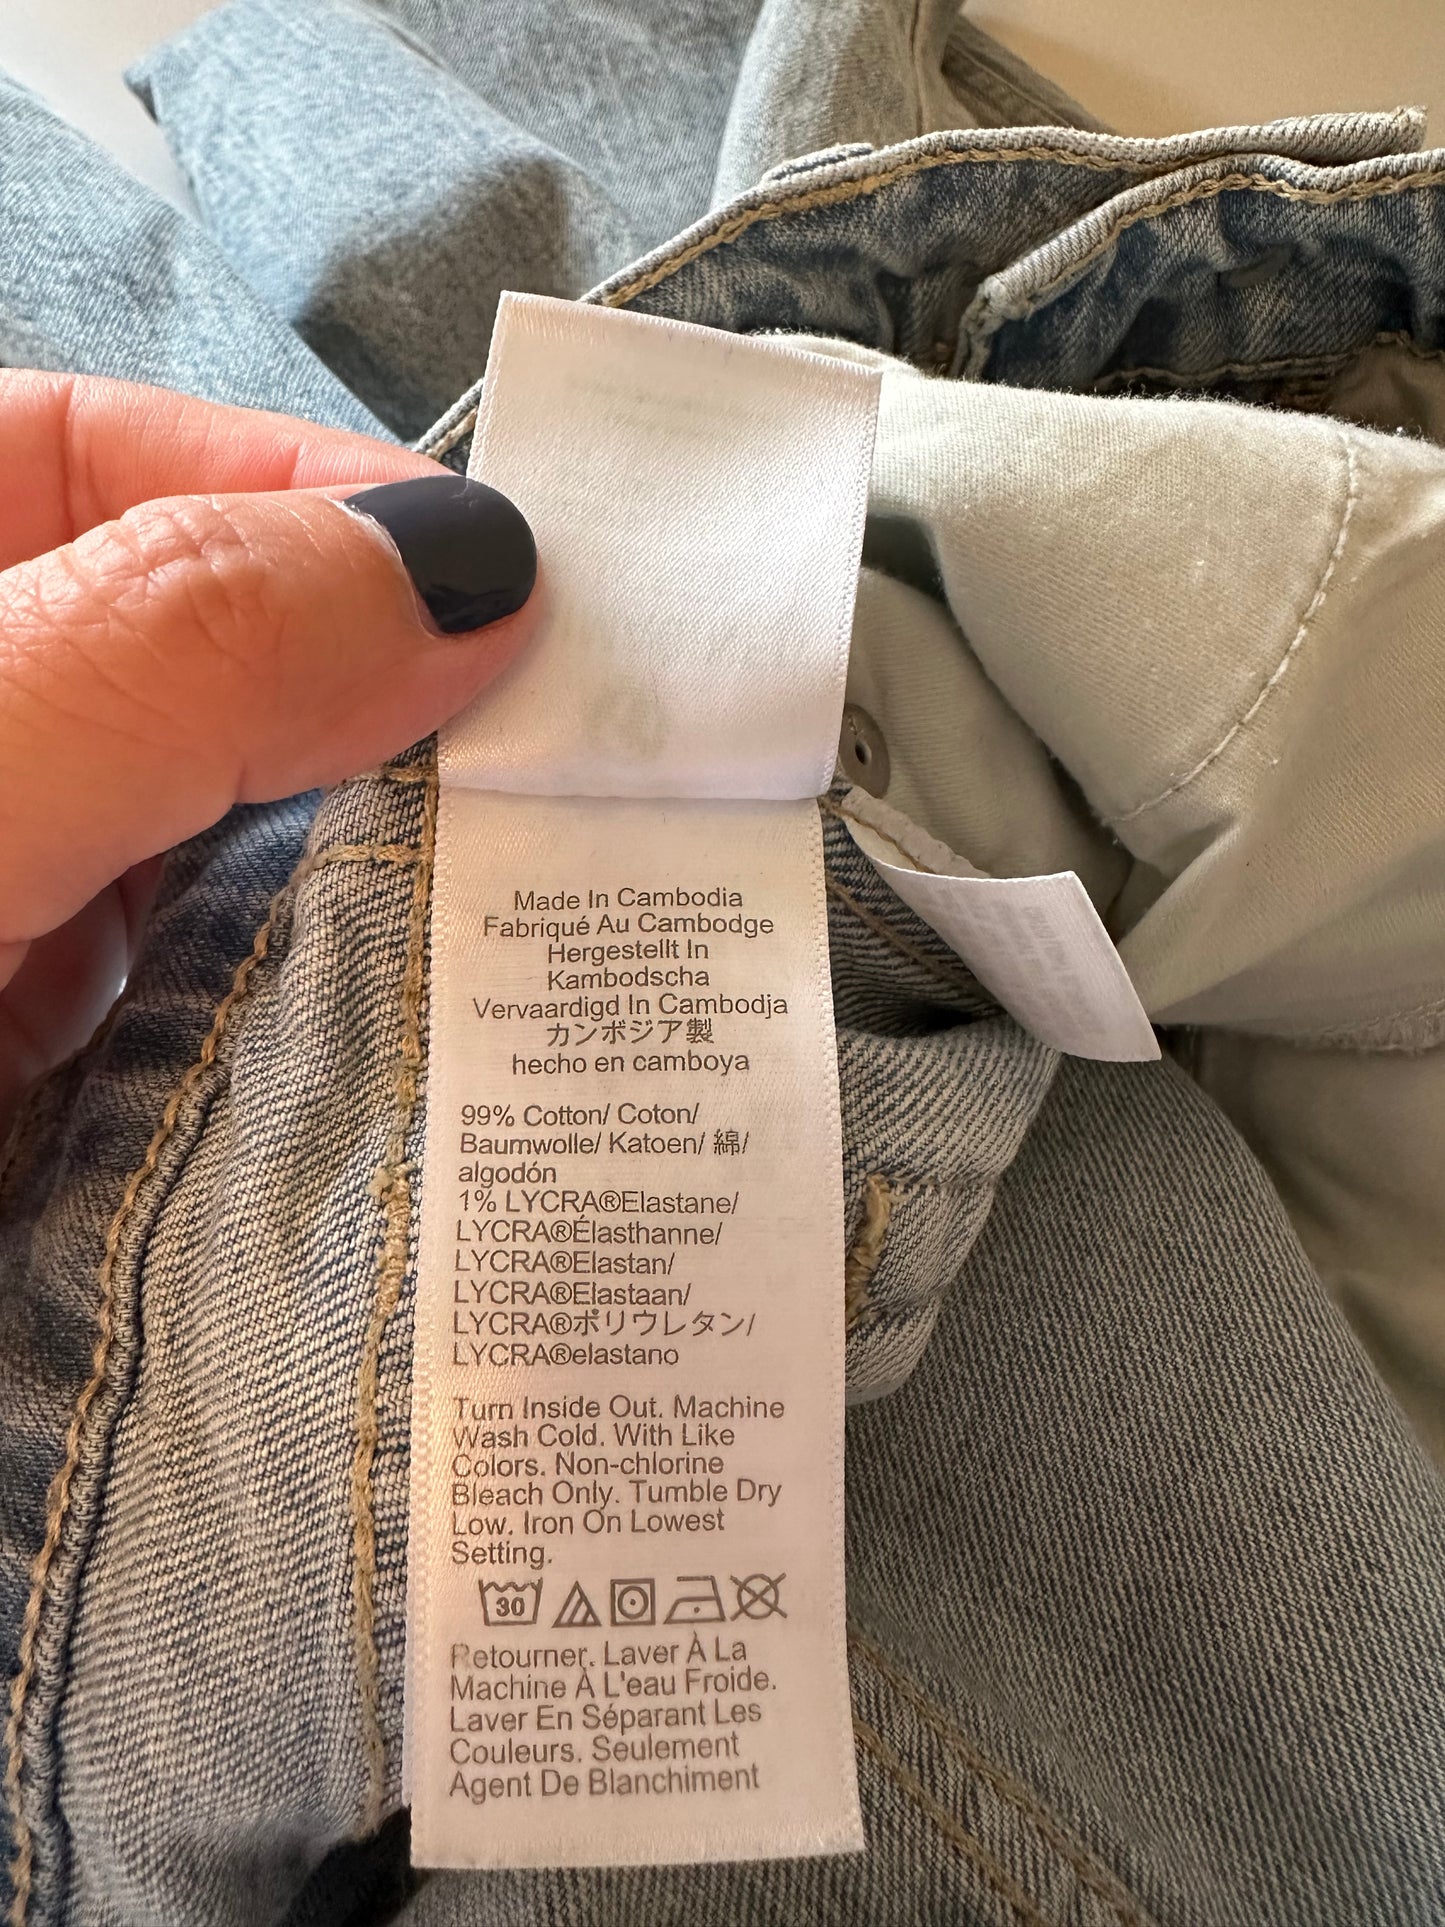 Made In Cambodia
Fabriqué Au Cambodge
Hergestellt In
Kambodscha
Vervaardigd In Cambodja
カンボジア製
hecho en camboya
99% Cotton/ Coton/
Baumwolle/ Katoen/ 綿/
algodón
1% LYCRA®Elastane/
LYCRA®Élasthanne/
LYCRA®Elastan/
LYCRA®Elastaan/
LYCRA®ポリウレタン/
LYCRA®elastano
Turn Inside Out. Machine
Wash Cold. With Like
Colors. Non-chlorine
Bleach Only. Tumble Dry
Low. Iron On Lowest
Setting.
30
Retourner. Laver À La
Machine À L'eau Froide.
Laver En Séparant Les
Couleurs. Seulement
Agent De Blanchiment